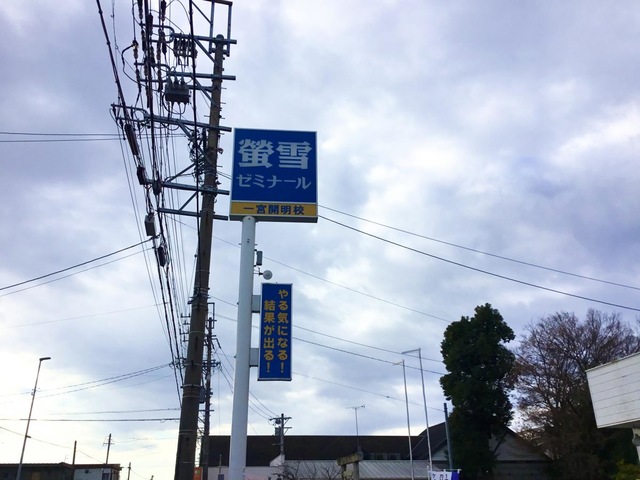 螢雪
ゼミナール
一宮開明校
やる気になる!
結果が出る!